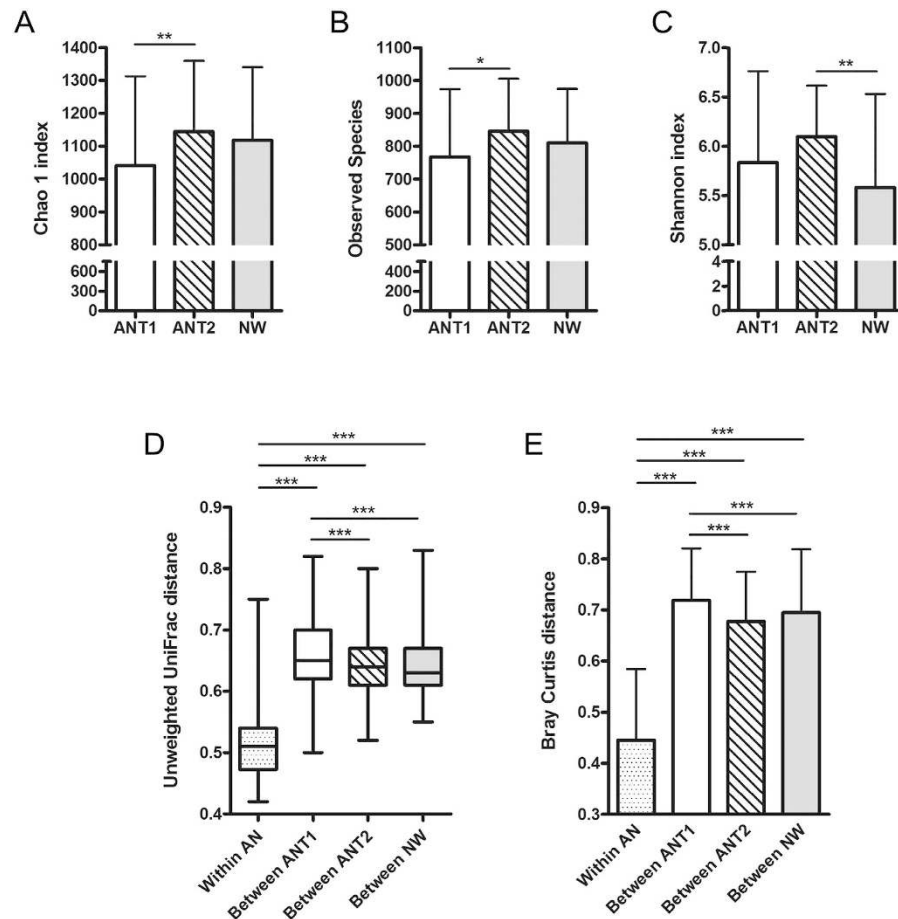 A
**
Chao 1 index
1400
1300
1200
1100
1000
900
800
600
300
0
ANT1
ANT2
NW
B
*
Observed Species
1100
1000
900
800
700
600
500
400
200
0
ANT1
ANT2
NW
C
**
Shannon index
7.0
6.5
6.0
5.5
5.0
4
2
0
ANT1
ANT2
NW
D
***
***
***
***
***
Unweighted UniFrac distance
0.9
0.8
0.7
0.6
0.5
0.4
Within AN
Between ANT1
Between ANT2
Between NW
E
***
***
***
***
***
Bray Curtis distance
0.9
0.8
0.7
0.6
0.5
0.4
0.3
Within AN
Between ANT1
Between ANT2
Between NW